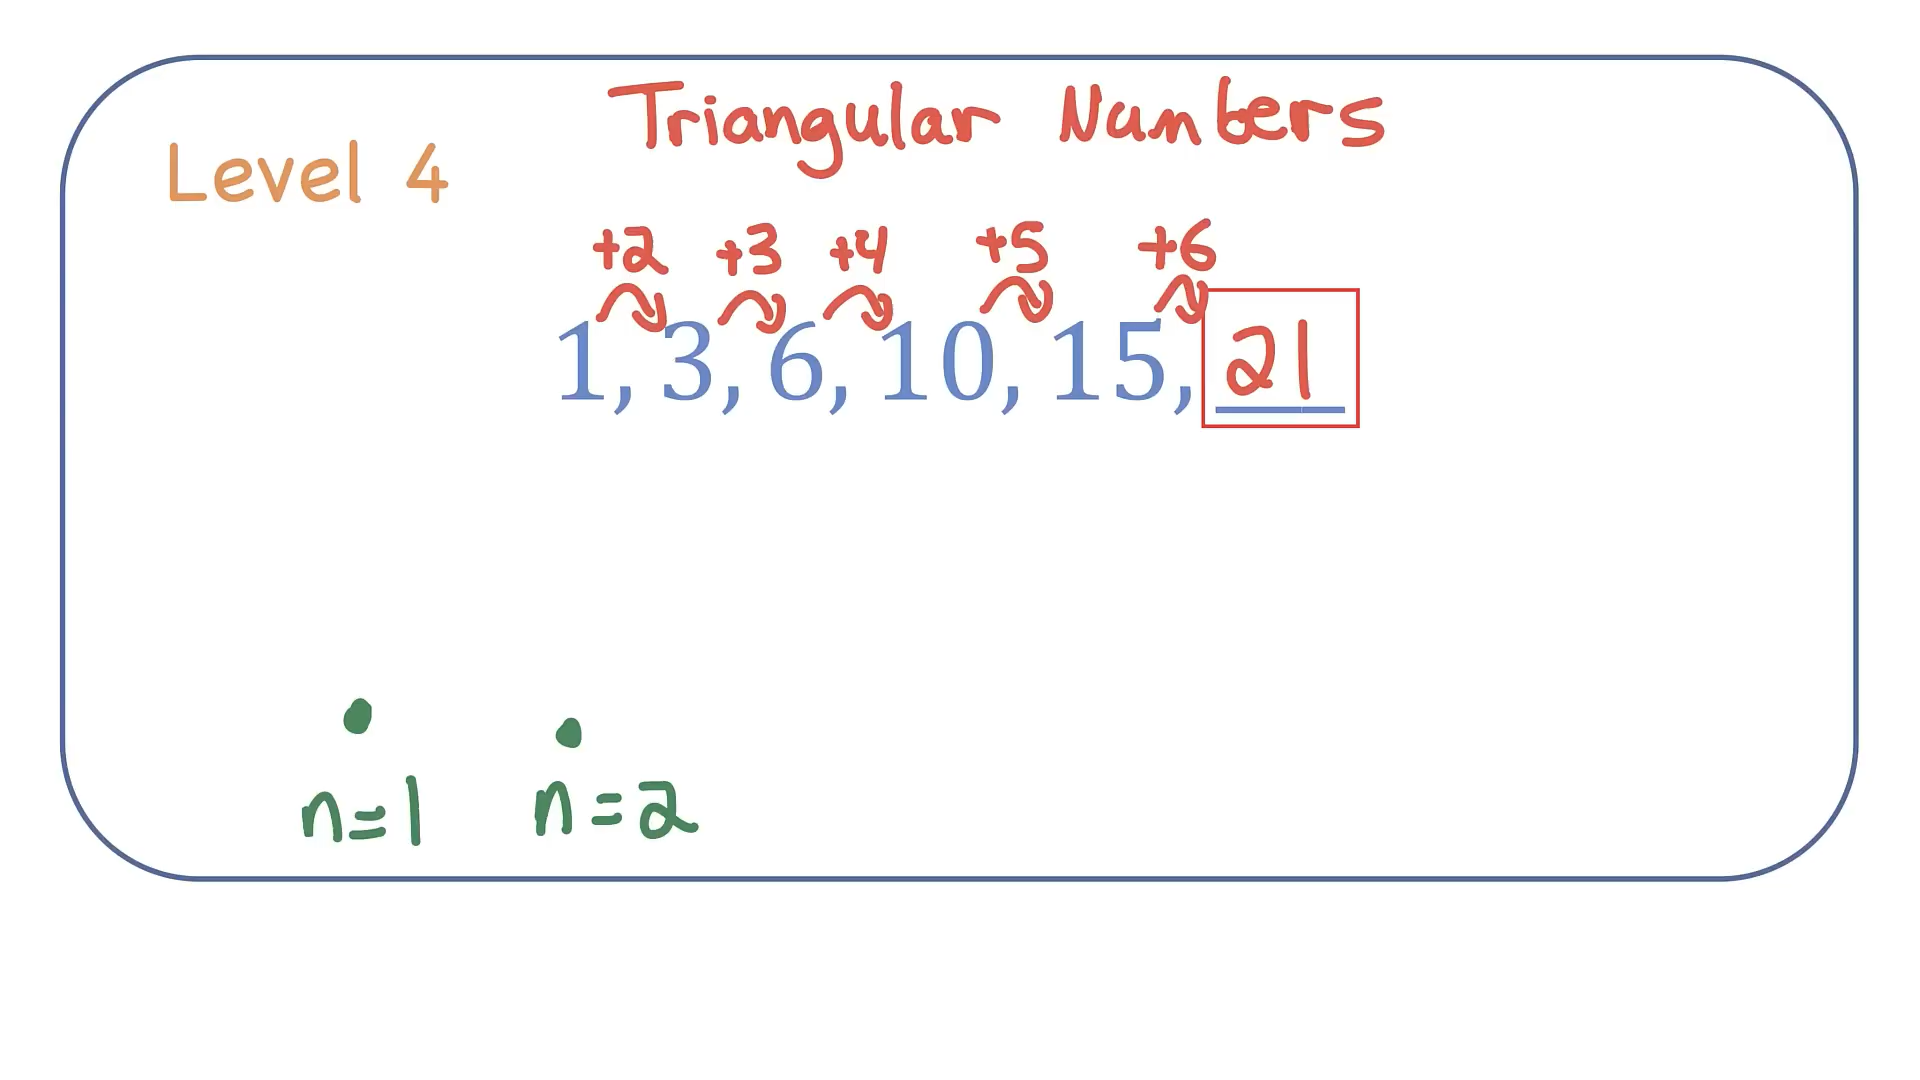 Triangular Numbers
Level 4
+2 +3 +4 +5 +6
1, 3, 6, 10, 15, 21
n=1 n=2